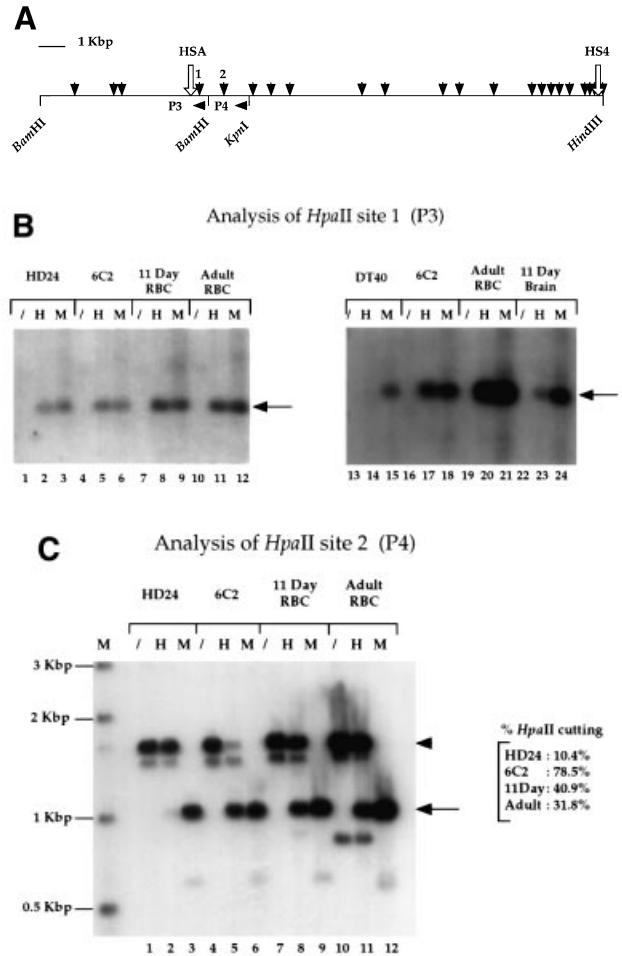 A
1 Kbp
HSA
HS4
1 2
P3 P4
BamHI BamHI KpnI HindIII
Analysis of HpaII site 1 (P3)
B
HD24 6C2 11 Day RBC Adult RBC
/ H M / H M / H M / H M
1 2 3 4 5 6 7 8 9 10 11 12
DT40 6C2 Adult RBC 11 Day Brain
/ H M / H M / H M / H M
13 14 15 16 17 18 19 20 21 22 23 24
C
Analysis of HpaII site 2 (P4)
HD24 6C2 11 Day RBC Adult RBC
M / H M / H M / H M / H M
3 Kbp
2 Kbp
1 Kbp
0.5 Kbp
1 2 3 4 5 6 7 8 9 10 11 12
% HpaII cutting
HD24 : 10.4%
6C2 : 78.5%
11Day : 40.9%
Adult : 31.8%